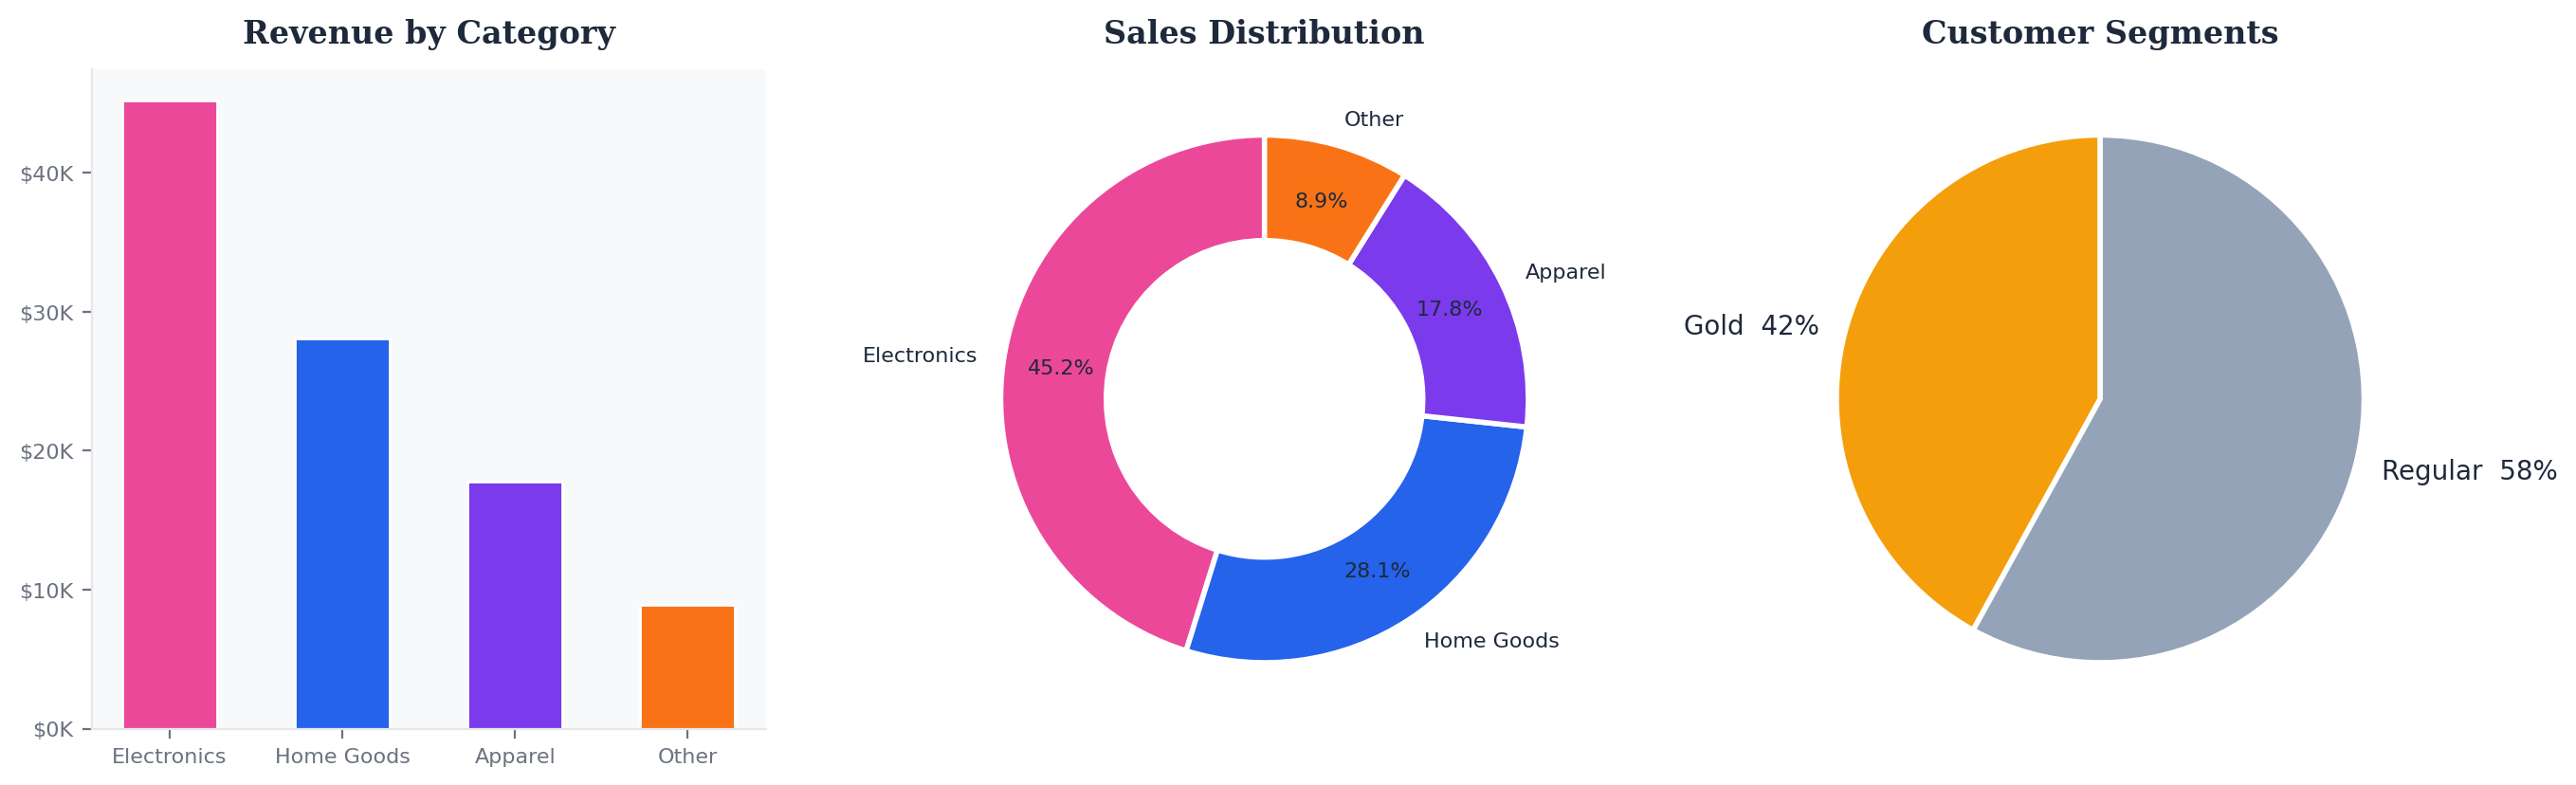 Revenue by Category
$40K
$30K
$20K
$10K
$0K
Electronics
Home Goods
Apparel
Other
Sales Distribution
Other
8.9%
Apparel
17.8%
Electronics
45.2%
28.1%
Home Goods
Customer Segments
Gold 42%
Regular 58%